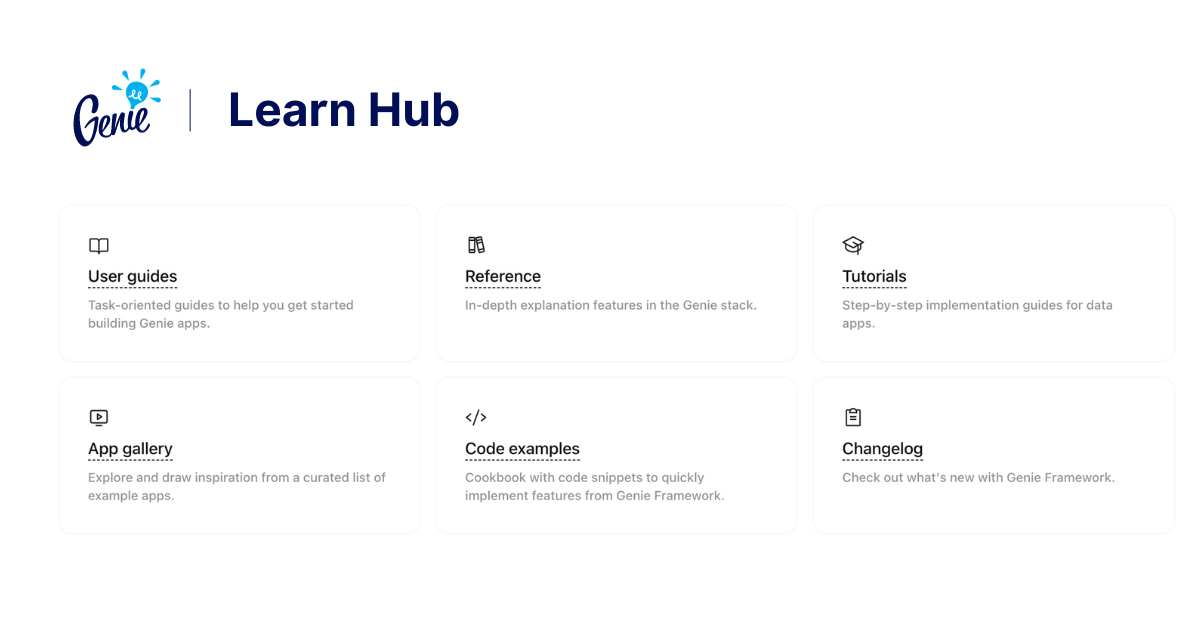 Genie
Learn Hub
User guides
Task-oriented guides to help you get started
building Genie apps.
Reference
In-depth explanation features in the Genie stack.
Tutorials
Step-by-step implementation guides for data
apps.
App gallery
Explore and draw inspiration from a curated list of
example apps.
Code examples
Cookbook with code snippets to quickly
implement features from Genie Framework.
Changelog
Check out what's new with Genie Framework.